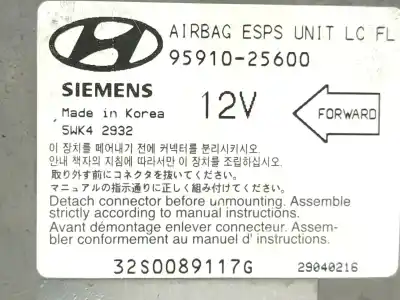 AIRBAG ESPS UNIT LC FL
95910-25600
SIEMENS
Made in Korea
5WK4 2932
12V
FORWARD
이 장치를 떼어내기 전에 커넥터를 분리시키시오.
안내 책자의 지침에 따라서만 이 장치를 조립하십시오.
取り外す前にコネクタを抜いてください。
マニュアルの指示通りに正しく組み付けてください。
Detach connector before unmounting. Assemble
strictly according to manual instructions.
Avant démontage enlever connecteur. Assem-
bler conformement au manuel d' instructions.
32S0089117G
29040216